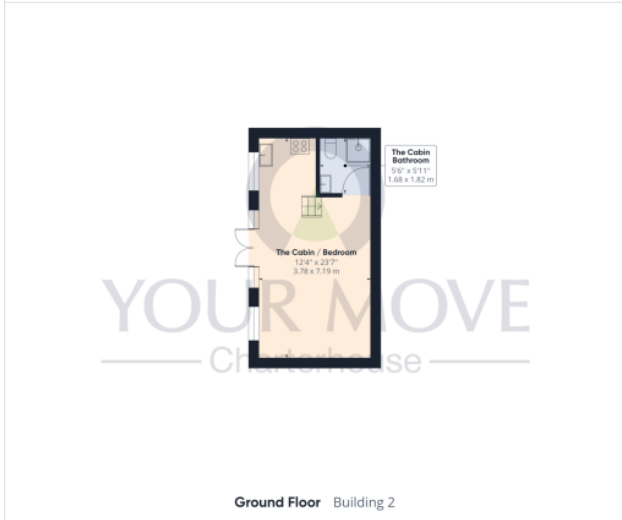 The Cabin
Bathroom
5'6" x 5'11"
1.68 x 1.82 m
The Cabin / Bedroom
12'4" x 23'7"
3.78 x 7.19 m
YOUR MOVE
Charterhouse
Ground Floor Building 2